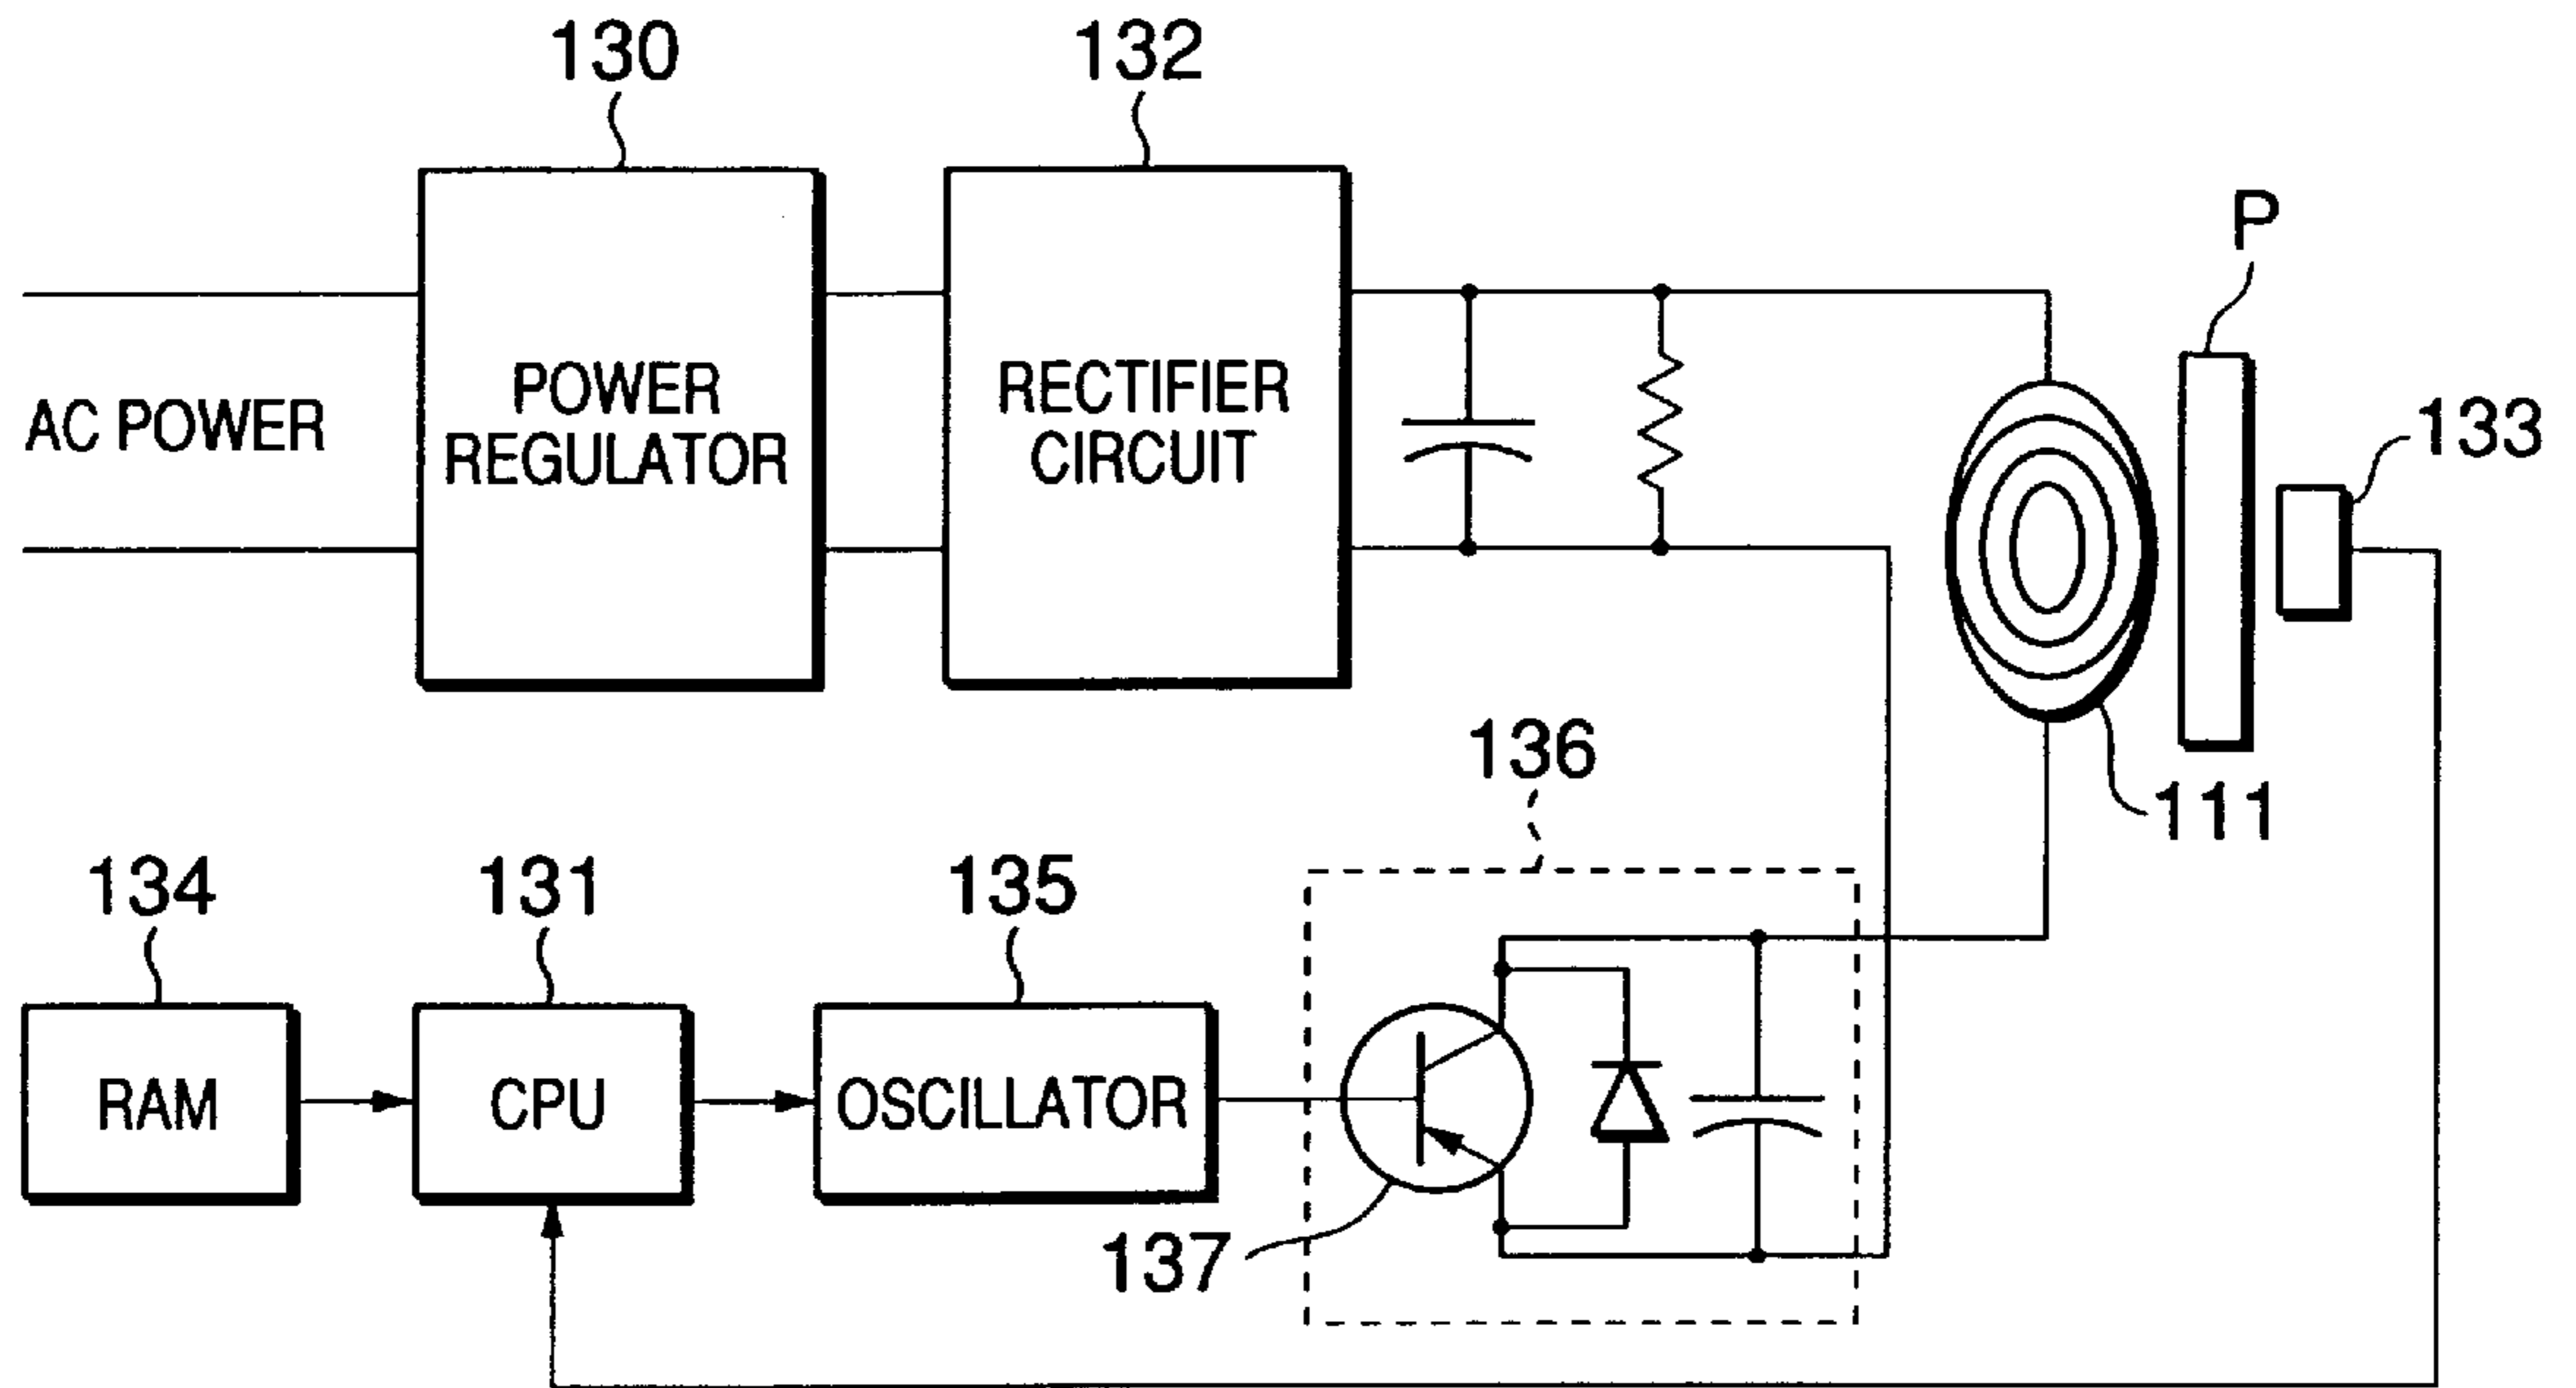 130
132
P
AC POWER
POWER
REGULATOR
RECTIFIER
CIRCUIT
133
136
111
134
131
135
RAM
CPU
OSCILLATOR
137